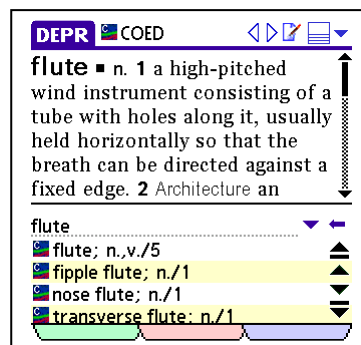 DEPR COED
flute ■ n. 1 a high-pitched
wind instrument consisting of a
tube with holes along it, usually
held horizontally so that the
breath can be directed against a
fixed edge. 2 Architecture an
flute
flute; n.,v./5
fipple flute; n./1
nose flute; n./1
transverse flute; n./1